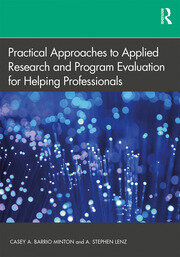 Practical Approaches to Applied
Research and Program Evaluation
for Helping Professionals
CASEY A. BARRIO MINTON and A. STEPHEN LENZ